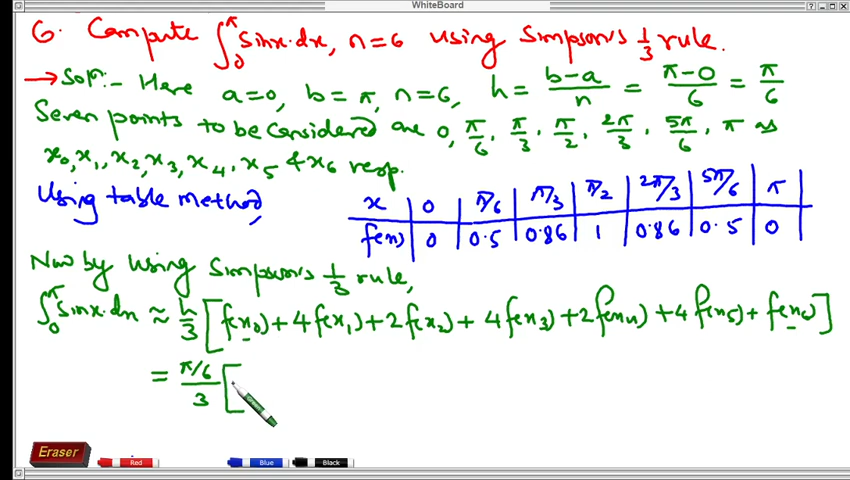 WhiteBoard
6. Compute ∫₀^π sinx·dx, n=6 using Simpson's 1/3 rule.
→ Solⁿ:- Here a=0, b=π, n=6, h = (b-a)/n = (π-0)/6 = π/6
Seven points to be considered are 0, π/6, π/3, π/2, 2π/3, 5π/6, π as
x₀, x₁, x₂, x₃, x₄, x₅ & x₆ resp.
Using table method,
x | 0 | π/6 | π/3 | π/2 | 2π/3 | 5π/6 | π
f(x) | 0 | 0.5 | 0.86 | 1 | 0.86 | 0.5 | 0
Now by using Simpson's 1/3 rule,
∫₀^π sinx·dx ≈ h/3 [f(x₀) + 4f(x₁) + 2f(x₂) + 4f(x₃) + 2f(x₄) + 4f(x₅) + f(x₆)]
= (π/6)/3 [
Eraser Red Blue Black